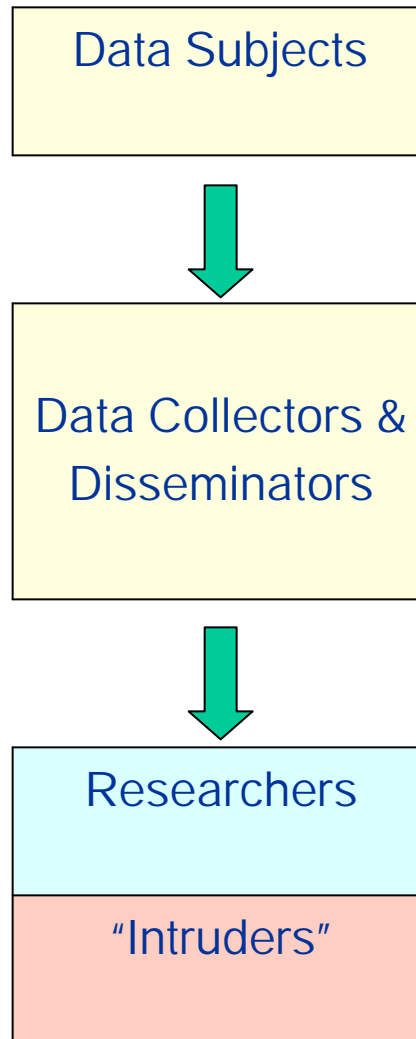 Data Subjects
Data Collectors &
Disseminators
Researchers
“Intruders”